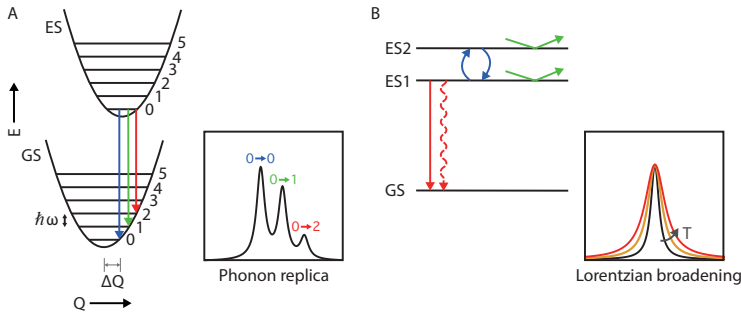 A
ES
5
4
3
2
1
0
E
GS
5
4
3
2
1
0
ħω
ΔQ
Q
0→0
0→1
0→2
Phonon replica
B
ES2
ES1
GS
T
Lorentzian broadening